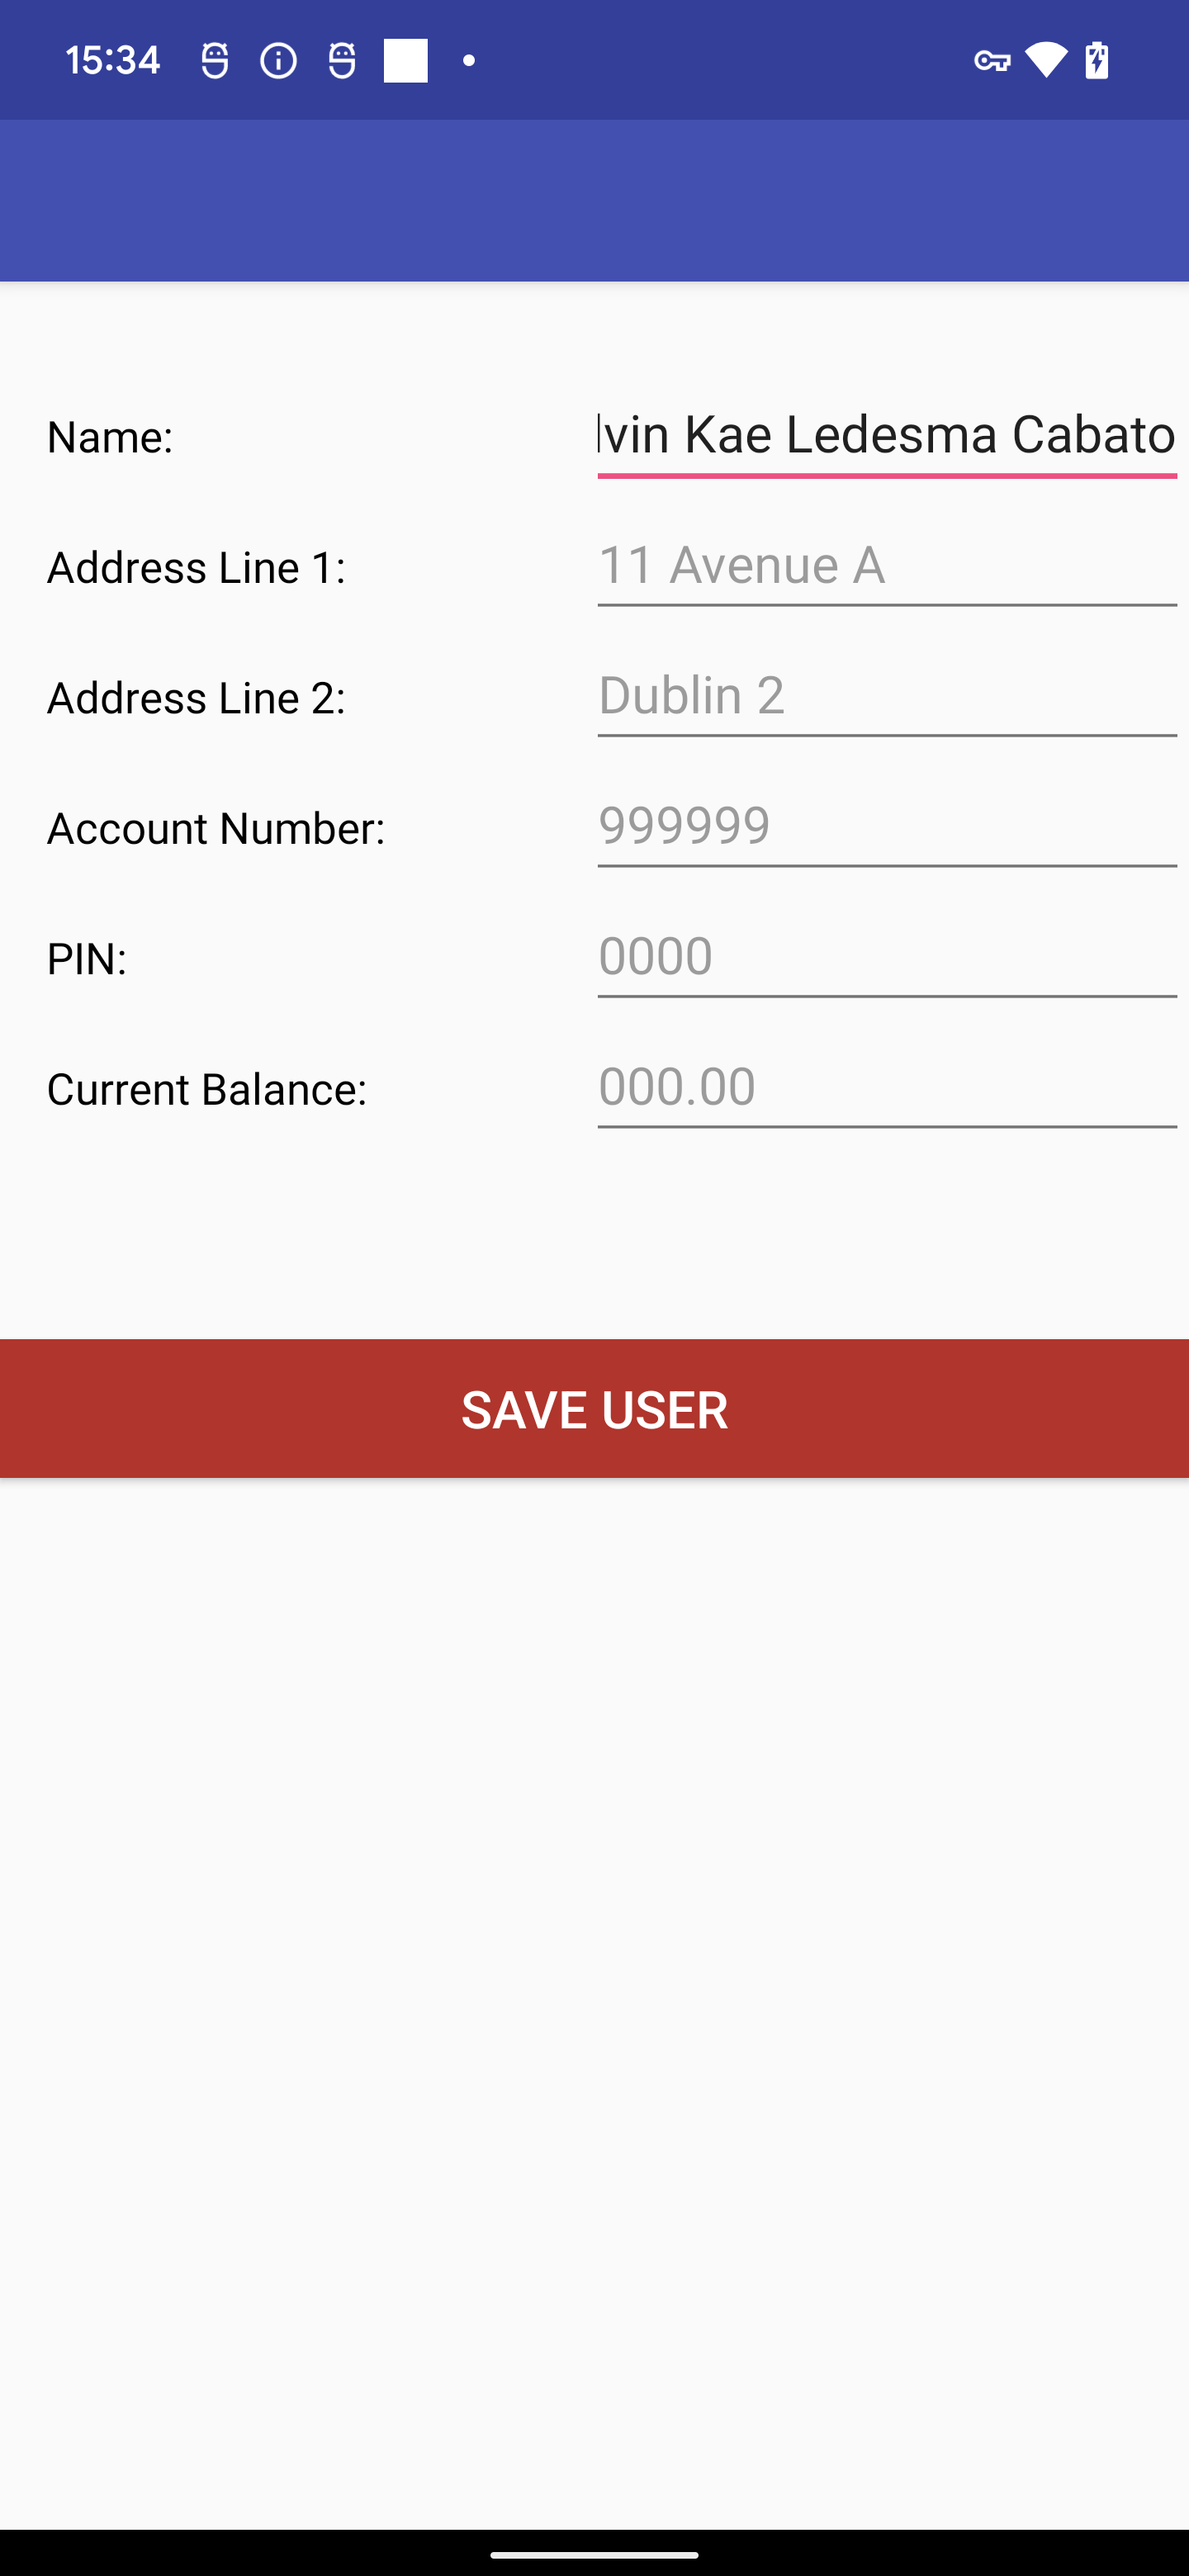 15:34
Name:
lvin Kae Ledesma Cabato
Address Line 1:
11 Avenue A
Address Line 2:
Dublin 2
Account Number:
999999
PIN:
0000
Current Balance:
000.00
SAVE USER